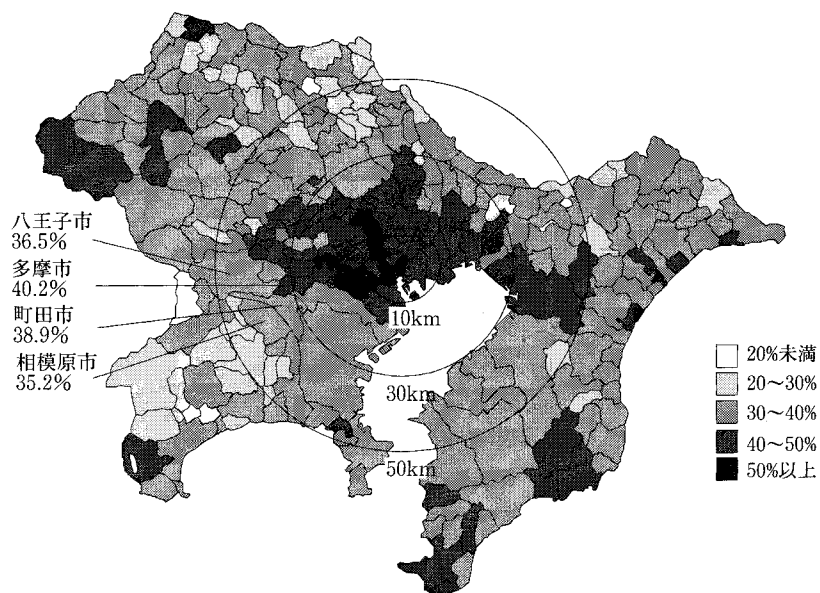 八王子市
36.5%
多摩市
40.2%
町田市
38.9%
相模原市
35.2%
10km
30km
50km
20%未満
20〜30%
30〜40%
40〜50%
50%以上